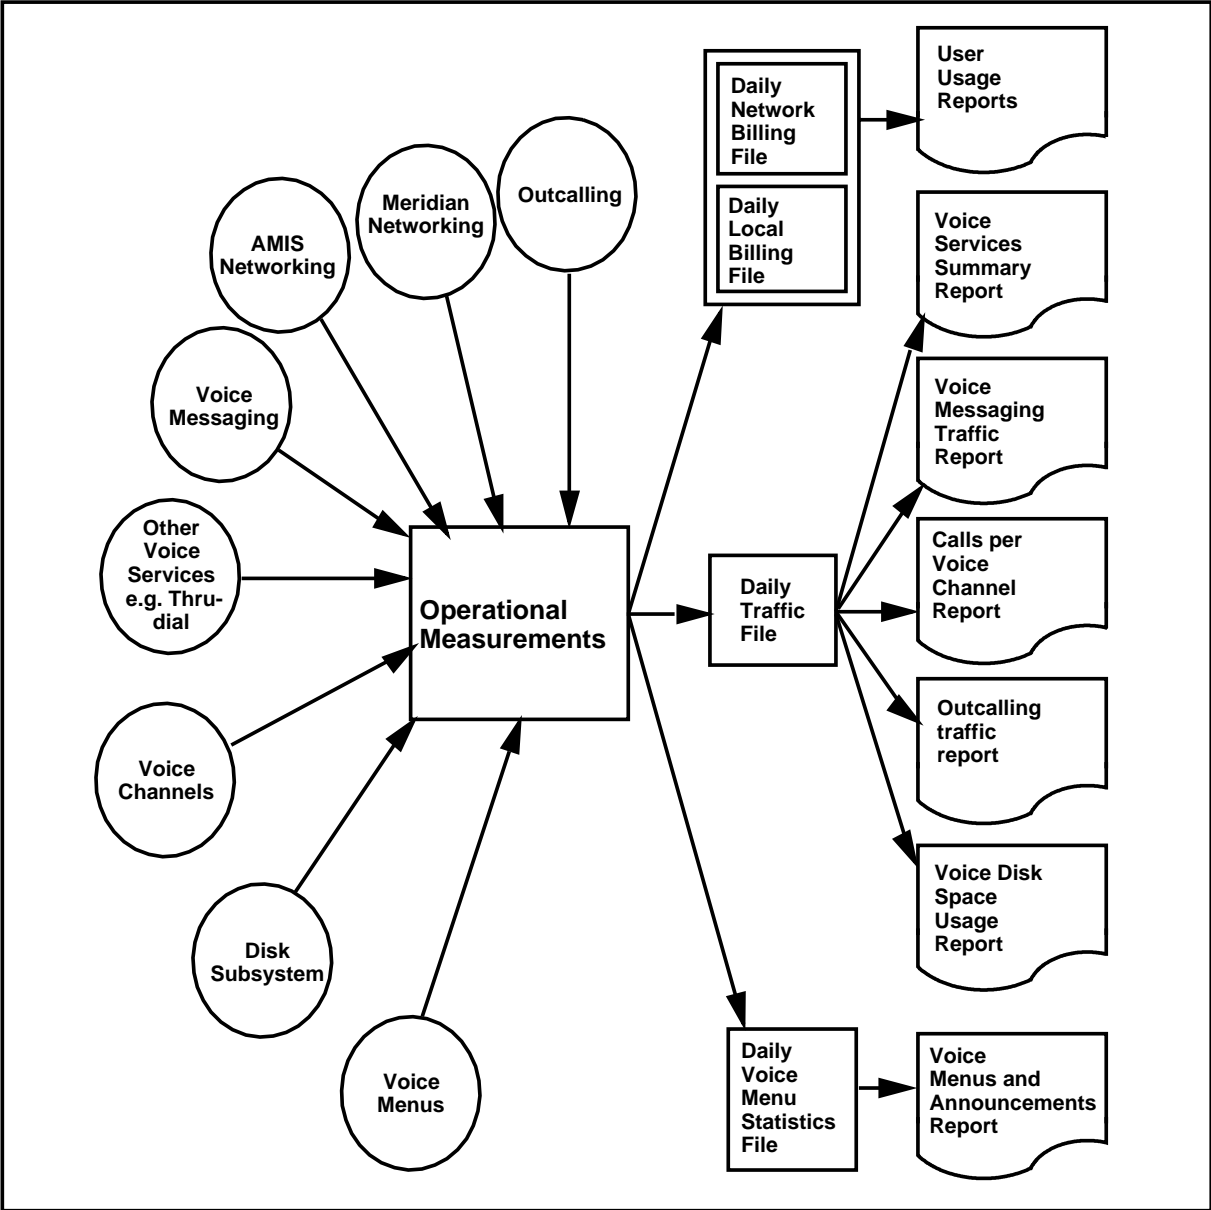 Outcalling
Meridian
Networking
AMIS
Networking
Voice
Messaging
Other
Voice
Services
e.g. Thru-
dial
Voice
Channels
Disk
Subsystem
Voice
Menus
Operational
Measurements
Daily
Network
Billing
File
Daily
Local
Billing
File
Daily
Traffic
File
Daily
Voice
Menu
Statistics
File
User
Usage
Reports
Voice
Services
Summary
Report
Voice
Messaging
Traffic
Report
Calls per
Voice
Channel
Report
Outcalling
traffic
report
Voice Disk
Space
Usage
Report
Voice
Menus and
Announcements
Report